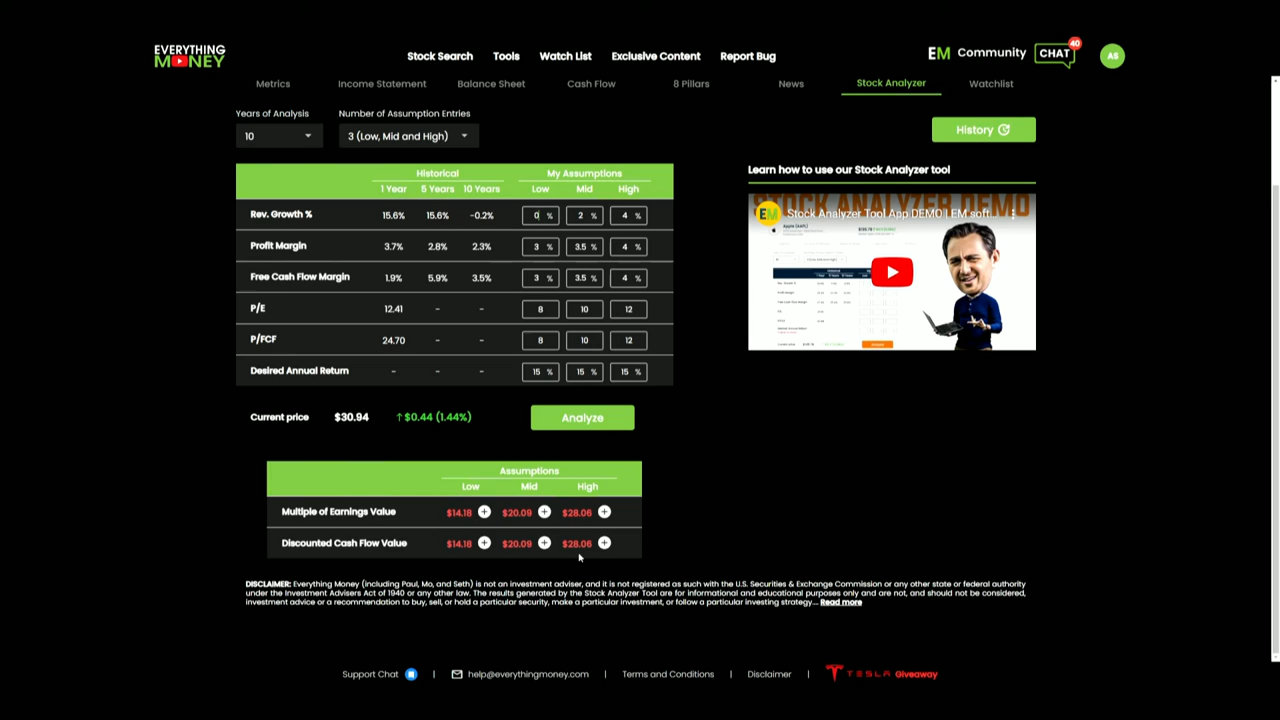 EVERYTHING
MONEY
Stock Search
Tools
Watch List
Exclusive Content
Report Bug
EM Community
CHAT
40
AS
Metrics
Income Statement
Balance Sheet
Cash Flow
8 Pillars
News
Stock Analyzer
Watchlist
Years of Analysis
Number of Assumption Entries
10
3 (Low, Mid and High)
History
Historical
My Assumptions
1 Year 5 Years 10 Years Low Mid High
Rev. Growth % 15.6% 15.6% -0.2% 0 % 2 % 4 %
Profit Margin 3.7% 2.8% 2.3% 3 % 3.5 % 4 %
Free Cash Flow Margin 1.9% 5.9% 3.5% 3 % 3.5 % 4 %
P/E 12.41 - - 8 10 12
P/FCF 24.70 - - 8 10 12
Desired Annual Return - - - 15 % 15 % 15 %
Current price $30.94 ↑$0.44 (1.44%)
Analyze
Learn how to use our Stock Analyzer tool
STOCK ANALYZER DEMO
EM
Stock Analyzer Tool App DEMO | EM soft...
Assumptions
Low Mid High
Multiple of Earnings Value $14.18 + $20.09 + $28.06 +
Discounted Cash Flow Value $14.18 + $20.09 + $28.06 +
DISCLAIMER: Everything Money (including Paul, Mo, and Seth) is not an investment adviser, and it is not registered as such with the U.S. Securities & Exchange Commission or any other state or federal authority
under the Investment Advisers Act of 1940 or any other law. The results generated by the Stock Analyzer Tool are for informational and educational purposes only and are not, and should not be considered,
investment advice or a recommendation to buy, sell, or hold a particular security, make a particular investment, or follow a particular investing strategy.... Read more
Support Chat | help@everythingmoney.com | Terms and Conditions | Disclaimer | TESLA Giveaway